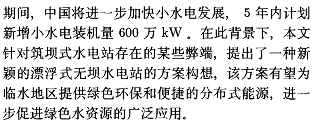 期间，中国将进一步加快小水电发展，5 年内计划
新增小水电装机量 600 万 kW 。在此背景下，本文
针对筑坝式水电站存在的某些弊端，提出了一种新
颖的漂浮式无坝水电站的方案构想，该方案有望为
临水地区提供绿色环保和便捷的分布式能源，进一
步促进绿色水资源的广泛应用。